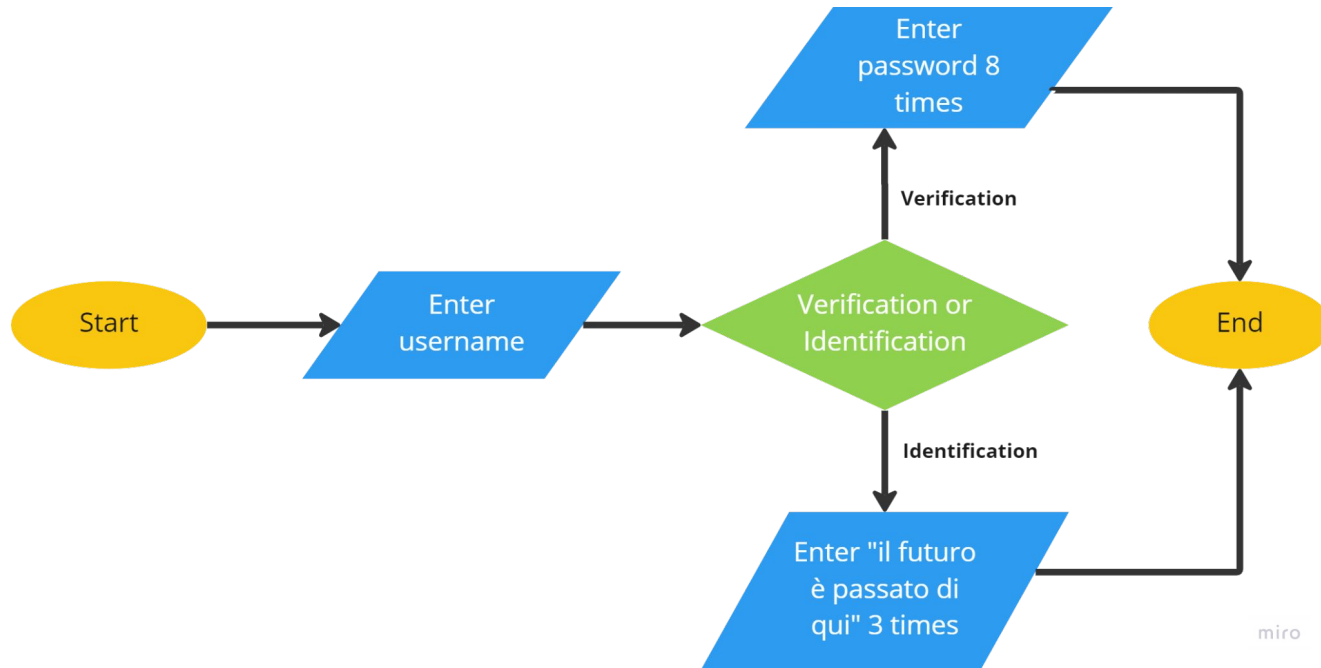 Start
Enter
username
Verification or
Identification
Verification
Enter
password 8
times
Identification
Enter "il futuro
è passato di
qui" 3 times
End
miro